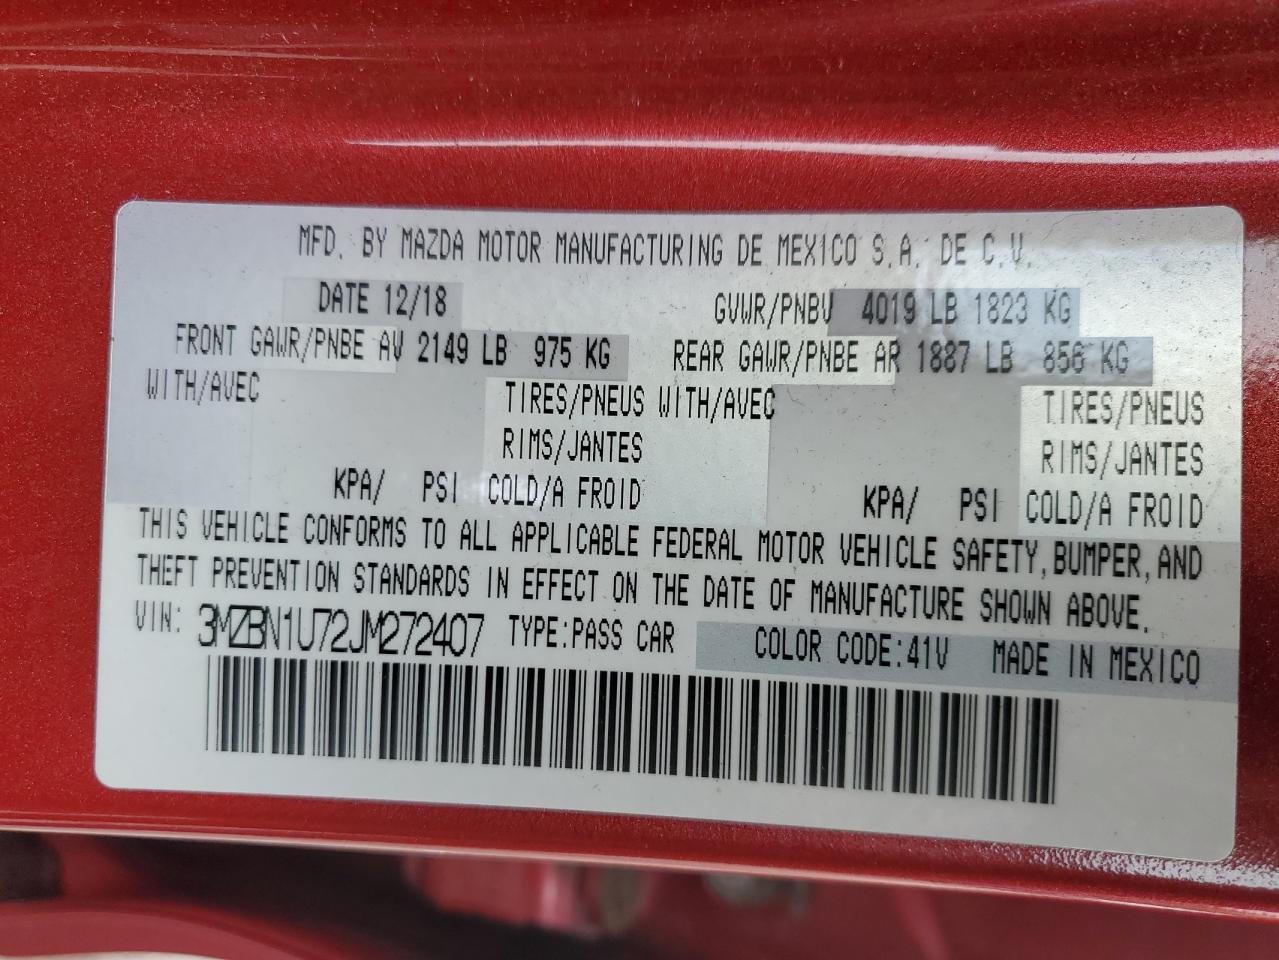 MFD. BY MAZDA MOTOR MANUFACTURING DE MEXICO S.A. DE C.V.
DATE 12/18 GVWR/PNBV 4019 LB 1823 KG
FRONT GAWR/PNBE AV 2149 LB 975 KG REAR GAWR/PNBE AR 1887 LB 856 KG
WITH/AVEC TIRES/PNEUS WITH/AVEC TIRES/PNEUS
RIMS/JANTES RIMS/JANTES
KPA/ PSI COLD/A FROID KPA/ PSI COLD/A FROID
THIS VEHICLE CONFORMS TO ALL APPLICABLE FEDERAL MOTOR VEHICLE SAFETY, BUMPER, AND
THEFT PREVENTION STANDARDS IN EFFECT ON THE DATE OF MANUFACTURE SHOWN ABOVE.
VIN: 3MZBN1U72JM272407 TYPE:PASS CAR COLOR CODE:41V MADE IN MEXICO